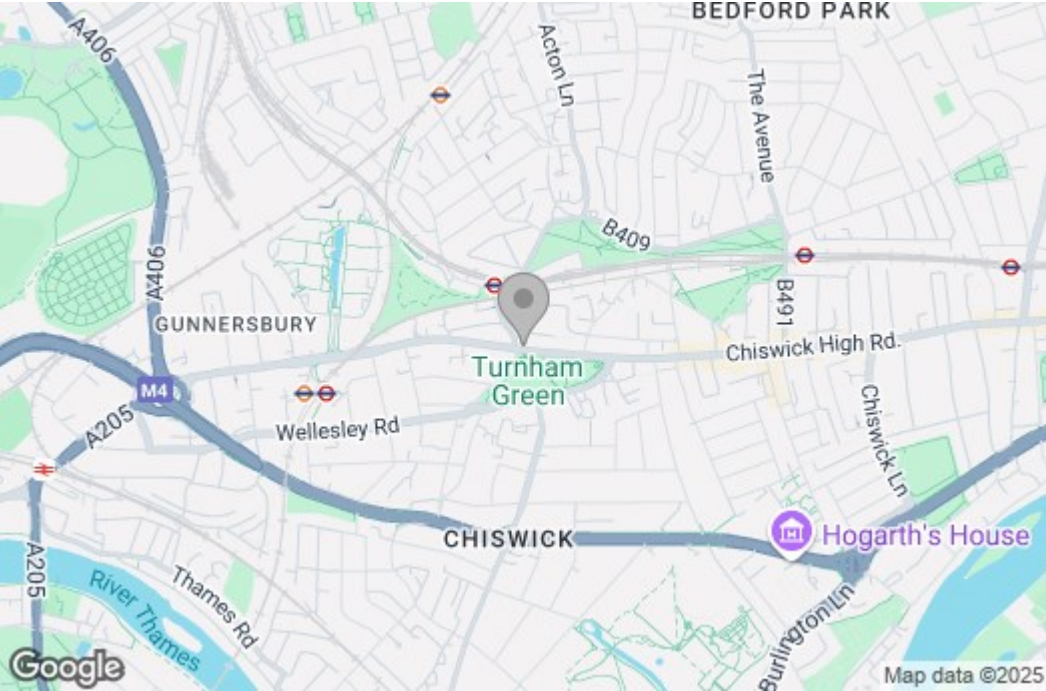 BEDFORD PARK
A406
Acton Ln
The Avenue
B409
A406
B491
GUNNERSBURY
Chiswick High Rd.
Turnham
Green
M4
A205
Wellesley Rd
Chiswick Ln
CHISWICK
Hogarth's House
A205
River Thames
Thames Rd
Burlington Ln
Google
Map data ©2025